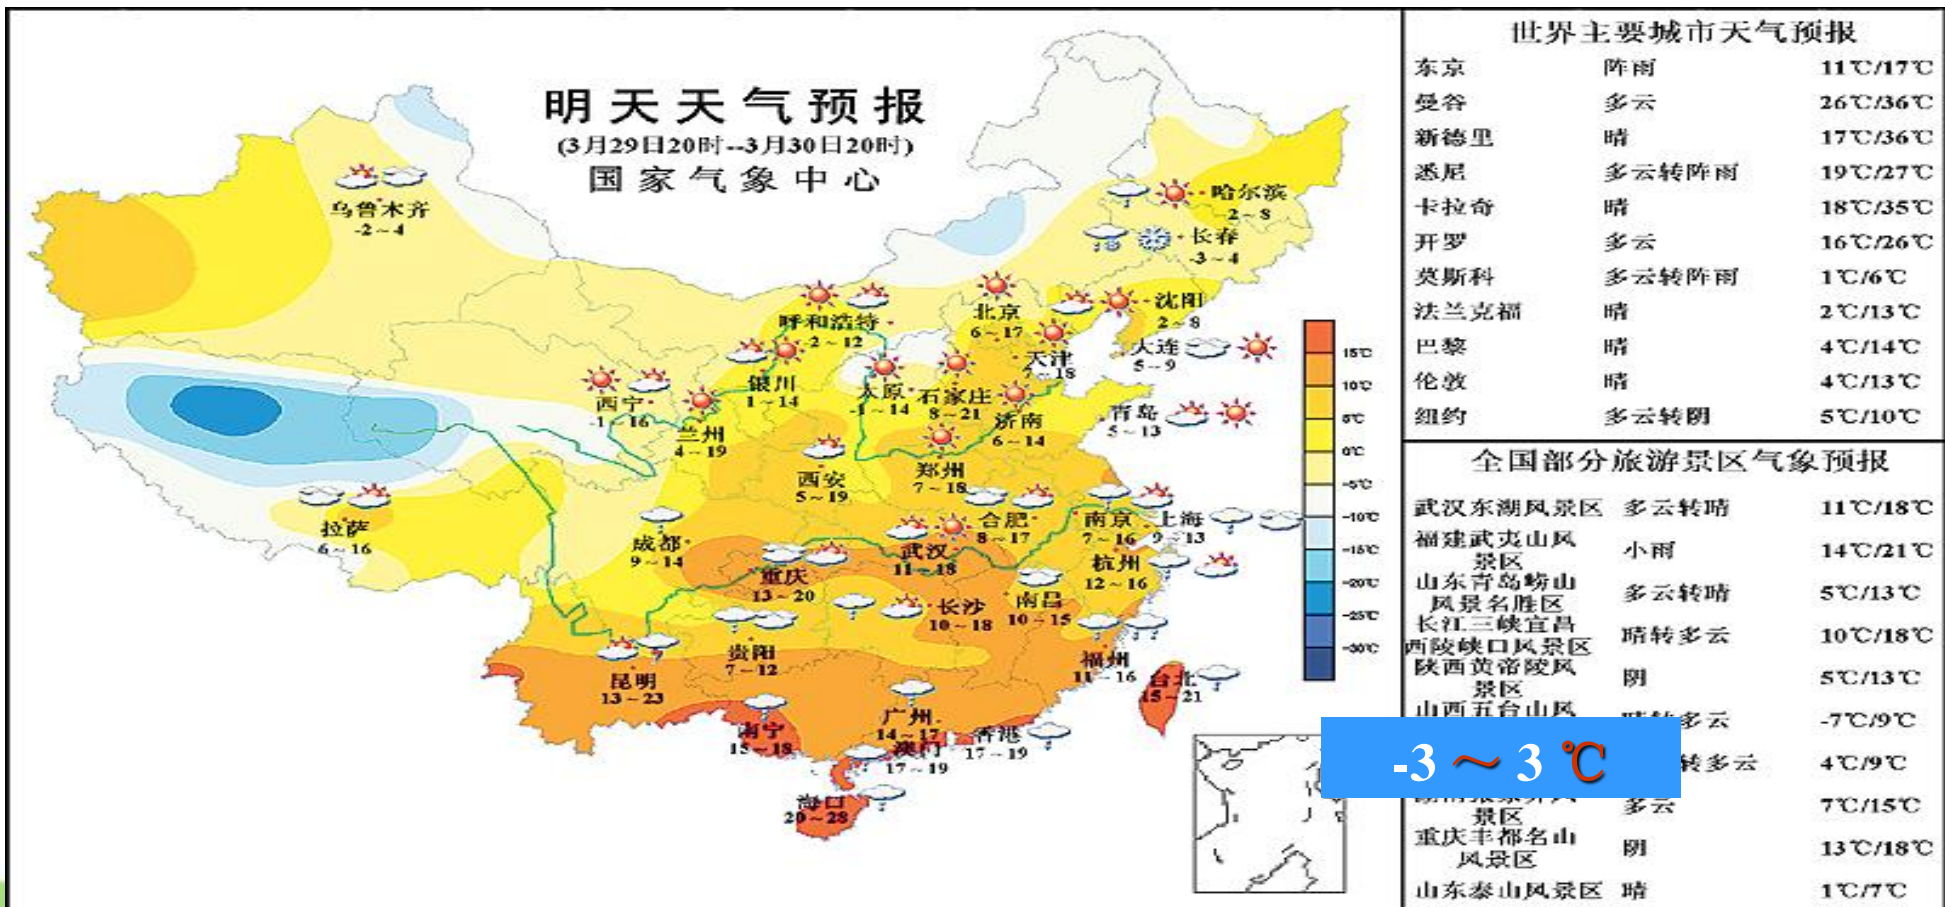 明天天气预报
(3月29日20时--3月30日20时)
国家气象中心
乌鲁木齐
-2~4
哈尔滨
-2~8
长春
-3~4
沈阳
2~8
呼和浩特
-2~12
北京
6~17
天津
7~18
大连
5~9
银川
1~14
太原
-1~14
石家庄
8~21
西宁
-1~16
兰州
4~19
济南
6~14
青岛
5~13
西安
5~19
郑州
7~18
拉萨
6~16
成都
9~14
合肥
8~17
南京
7~16
上海
9~13
武汉
11~18
杭州
12~16
重庆
13~20
长沙
10~18
南昌
10~15
贵阳
7~12
福州
11~16
昆明
13~23
台北
15~21
南宁
15~18
广州
14~17
香港
17~19
澳门
17~19
海口
20~28
15℃
10℃
5℃
0℃
-5℃
-10℃
-15℃
-20℃
-25℃
-30℃
世界主要城市天气预报
东京 阵雨 11℃/17℃
曼谷 多云 26℃/36℃
新德里 晴 17℃/36℃
悉尼 多云转阵雨 19℃/27℃
卡拉奇 晴 18℃/35℃
开罗 多云 16℃/26℃
莫斯科 多云转阵雨 1℃/6℃
法兰克福 晴 2℃/13℃
巴黎 晴 4℃/14℃
伦敦 晴 4℃/13℃
纽约 多云转阴 5℃/10℃
全国部分旅游景区气象预报
武汉东湖风景区 多云转晴 11℃/18℃
福建武夷山风
景区 小雨 14℃/21℃
山东青岛崂山
风景名胜区 多云转晴 5℃/13℃
长江三峡宜昌
西陵峡口风景区 晴转多云 10℃/18℃
陕西黄帝陵风
景区 阴 5℃/13℃
山西五台山风
多云 -7℃/9℃
-3～3℃
转多云 4℃/9℃
景区 多云 7℃/15℃
重庆丰都名山
风景区 阴 13℃/18℃
山东泰山风景区 晴 1℃/7℃